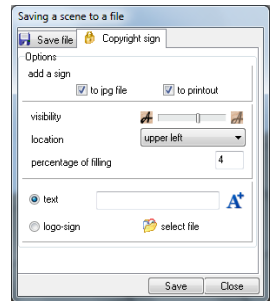 Saving a scene to a file
Save file Copyright sign
Options
add a sign
to jpg file to printout
visibility
location upper left
percentage of filling 4
text A+
logo-sign select file
Save Close